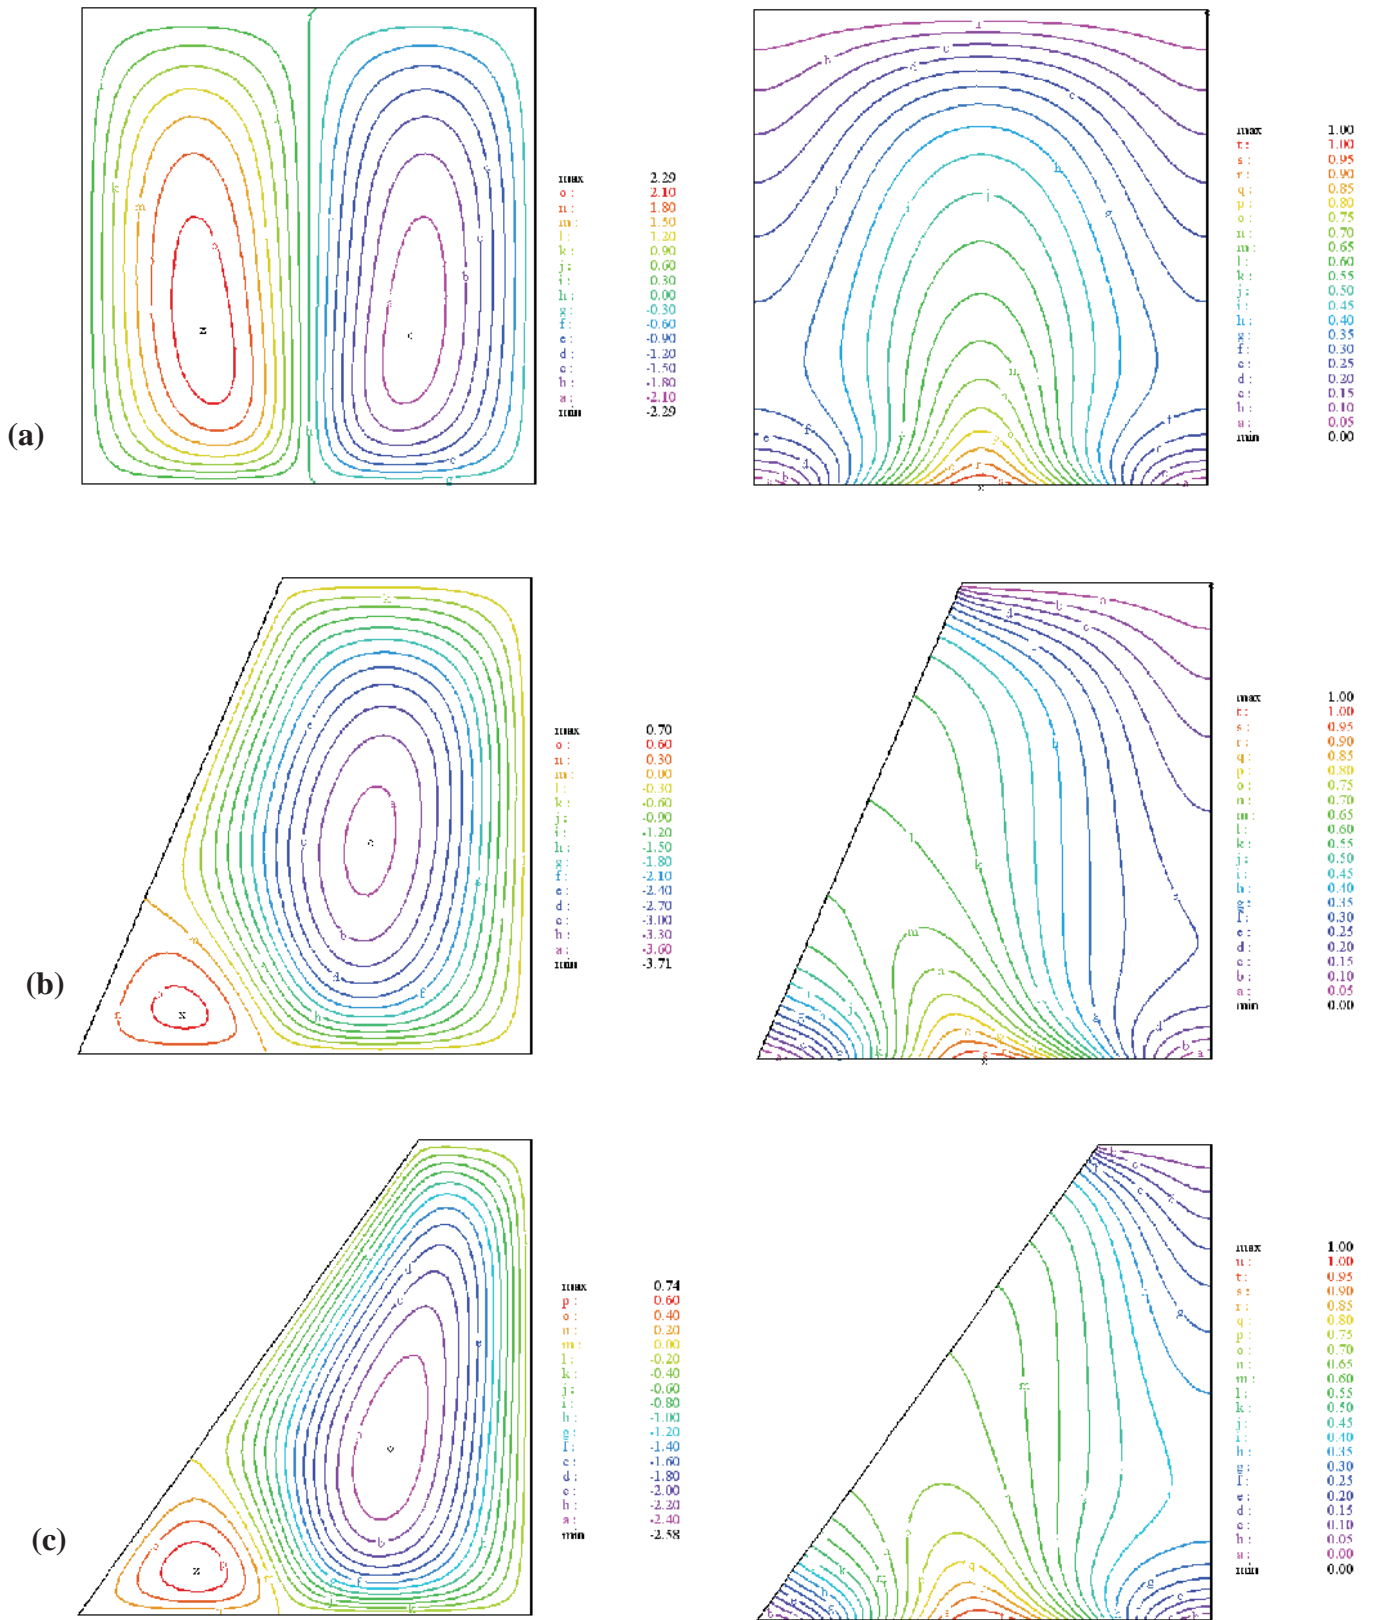 (a)
max 2.29
o: 2.10
n: 1.80
m: 1.50
l: 1.20
k: 0.90
j: 0.60
i: 0.30
h: 0.00
g: -0.30
f: -0.60
e: -0.90
d: -1.20
c: -1.50
b: -1.80
a: -2.10
min -2.29
max 1.00
t: 1.00
s: 0.95
r: 0.90
q: 0.85
p: 0.80
o: 0.75
n: 0.70
m: 0.65
l: 0.60
k: 0.55
j: 0.50
i: 0.45
h: 0.40
g: 0.35
f: 0.30
e: 0.25
d: 0.20
c: 0.15
b: 0.10
a: 0.05
min 0.00
(b)
max 0.70
o: 0.60
n: 0.30
m: 0.00
l: -0.30
k: -0.60
j: -0.90
i: -1.20
h: -1.50
g: -1.80
f: -2.10
e: -2.40
d: -2.70
c: -3.00
b: -3.30
a: -3.60
min -3.71
max 1.00
t: 1.00
s: 0.95
r: 0.90
q: 0.85
p: 0.80
o: 0.75
n: 0.70
m: 0.65
l: 0.60
k: 0.55
j: 0.50
i: 0.45
h: 0.40
g: 0.35
f: 0.30
e: 0.25
d: 0.20
c: 0.15
b: 0.10
a: 0.05
min 0.00
(c)
max 0.74
p: 0.60
o: 0.40
n: 0.20
m: 0.00
l: -0.20
k: -0.40
j: -0.60
i: -0.80
h: -1.00
g: -1.20
f: -1.40
e: -1.60
d: -1.80
c: -2.00
b: -2.20
a: -2.40
min -2.58
max 1.00
u: 1.00
t: 0.95
s: 0.90
r: 0.85
q: 0.80
p: 0.75
o: 0.70
n: 0.65
m: 0.60
l: 0.55
k: 0.50
j: 0.45
i: 0.40
h: 0.35
g: 0.30
f: 0.25
e: 0.20
d: 0.15
c: 0.10
b: 0.05
a: 0.00
min 0.00